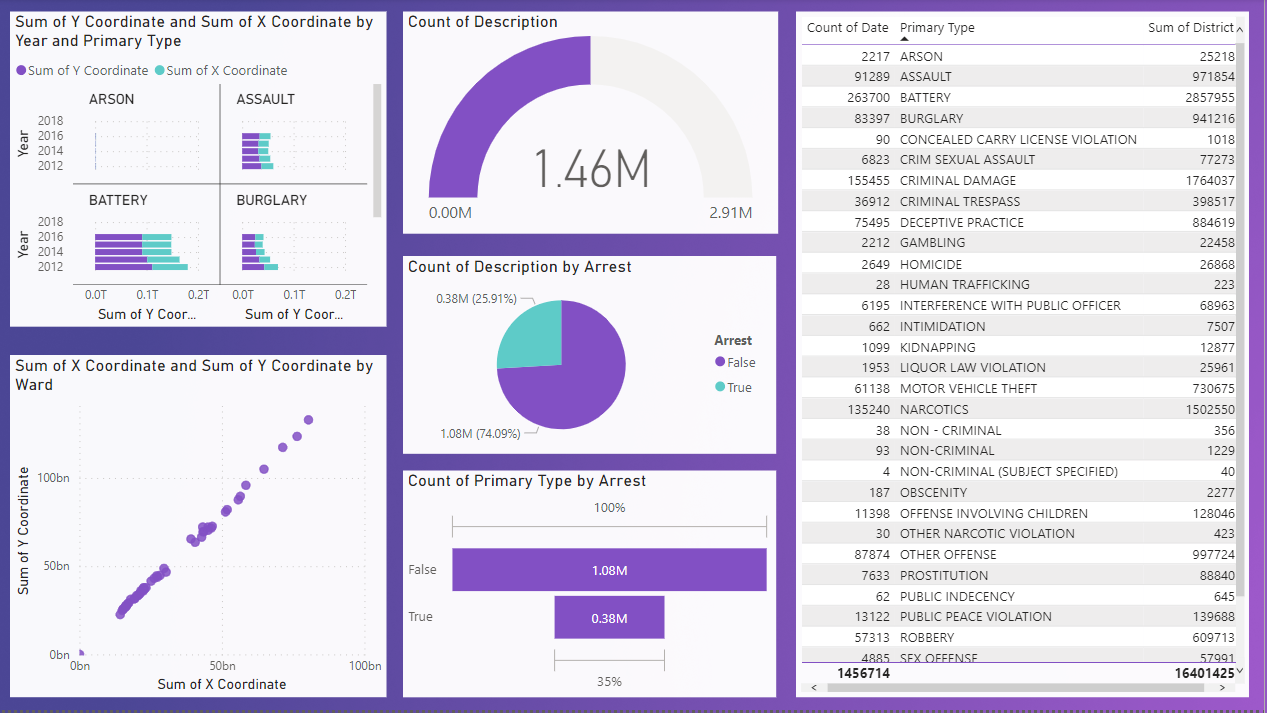 Sum of Y Coordinate and Sum of X Coordinate by
Year and Primary Type
Sum of Y Coordinate Sum of X Coordinate
ARSON ASSAULT
Year
2018
2016
2014
2012
BATTERY BURGLARY
Year
2018
2016
2014
2012
0.0T 0.1T 0.2T 0.0T 0.1T 0.2T
Sum of Y Coor... Sum of Y Coor...
Sum of X Coordinate and Sum of Y Coordinate by
Ward
Sum of Y Coordinate
100bn
50bn
0bn
0bn 50bn 100bn
Sum of X Coordinate
Count of Description
1.46M
0.00M 2.91M
Count of Description by Arrest
0.38M (25.91%)
1.08M (74.09%)
Arrest
False
True
Count of Primary Type by Arrest
100%
False 1.08M
True 0.38M
35%
Count of Date Primary Type Sum of District
2217 ARSON 25218
91289 ASSAULT 971854
263700 BATTERY 2857955
83397 BURGLARY 941216
90 CONCEALED CARRY LICENSE VIOLATION 1018
6823 CRIM SEXUAL ASSAULT 77273
155455 CRIMINAL DAMAGE 1764037
36912 CRIMINAL TRESPASS 398517
75495 DECEPTIVE PRACTICE 884619
2212 GAMBLING 22458
2649 HOMICIDE 26868
28 HUMAN TRAFFICKING 223
6195 INTERFERENCE WITH PUBLIC OFFICER 68963
662 INTIMIDATION 7507
1099 KIDNAPPING 12877
1953 LIQUOR LAW VIOLATION 25961
61138 MOTOR VEHICLE THEFT 730675
135240 NARCOTICS 1502550
38 NON - CRIMINAL 356
93 NON-CRIMINAL 1229
4 NON-CRIMINAL (SUBJECT SPECIFIED) 40
187 OBSCENITY 2277
11398 OFFENSE INVOLVING CHILDREN 128046
30 OTHER NARCOTIC VIOLATION 423
87874 OTHER OFFENSE 997724
7633 PROSTITUTION 88840
62 PUBLIC INDECENCY 645
13122 PUBLIC PEACE VIOLATION 139688
57313 ROBBERY 609713
4885 SEX OFFENSE 57991
1456714 16401425